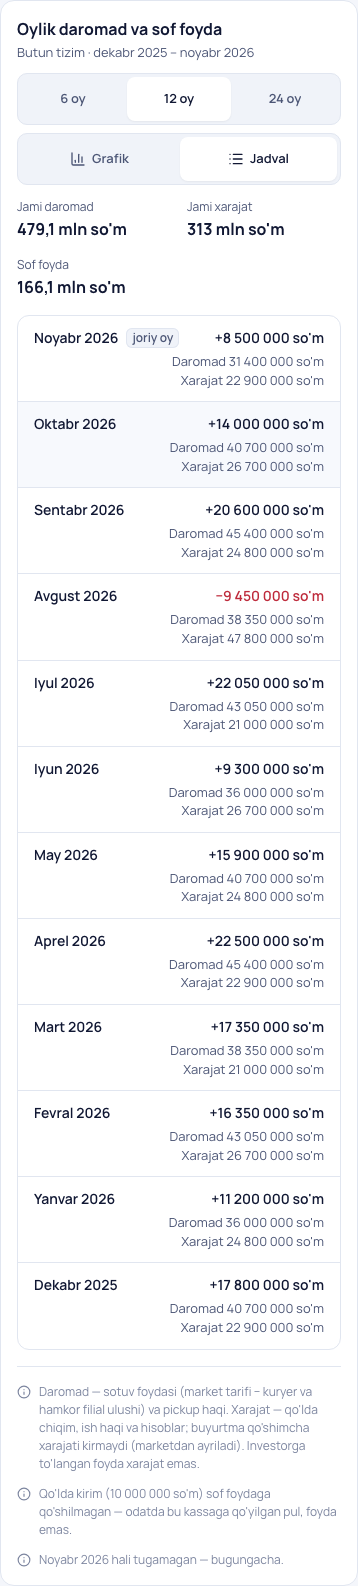 Oylik daromad va sof foyda
Butun tizim · dekabr 2025 – noyabr 2026
6 oy
12 oy
24 oy
Grafik
Jadval
Jami daromad
479,1 mln so'm
Jami xarajat
313 mln so'm
Sof foyda
166,1 mln so'm
Noyabr 2026 joriy oy +8 500 000 so'm
Daromad 31 400 000 so'm
Xarajat 22 900 000 so'm
Oktabr 2026 +14 000 000 so'm
Daromad 40 700 000 so'm
Xarajat 26 700 000 so'm
Sentabr 2026 +20 600 000 so'm
Daromad 45 400 000 so'm
Xarajat 24 800 000 so'm
Avgust 2026 −9 450 000 so'm
Daromad 38 350 000 so'm
Xarajat 47 800 000 so'm
Iyul 2026 +22 050 000 so'm
Daromad 43 050 000 so'm
Xarajat 21 000 000 so'm
Iyun 2026 +9 300 000 so'm
Daromad 36 000 000 so'm
Xarajat 26 700 000 so'm
May 2026 +15 900 000 so'm
Daromad 40 700 000 so'm
Xarajat 24 800 000 so'm
Aprel 2026 +22 500 000 so'm
Daromad 45 400 000 so'm
Xarajat 22 900 000 so'm
Mart 2026 +17 350 000 so'm
Daromad 38 350 000 so'm
Xarajat 21 000 000 so'm
Fevral 2026 +16 350 000 so'm
Daromad 43 050 000 so'm
Xarajat 26 700 000 so'm
Yanvar 2026 +11 200 000 so'm
Daromad 36 000 000 so'm
Xarajat 24 800 000 so'm
Dekabr 2025 +17 800 000 so'm
Daromad 40 700 000 so'm
Xarajat 22 900 000 so'm
Daromad — sotuv foydasi (market tarifi − kuryer va
hamkor filial ulushi) va pickup haqi. Xarajat — qo'lda
chiqim, ish haqi va hisoblar; buyurtma qo'shimcha
xarajati kirmaydi (marketdan ayriladi). Investorga
to'langan foyda xarajat emas.
Qo'lda kirim (10 000 000 so'm) sof foydaga
qo'shilmagan — odatda bu kassaga qo'yilgan pul, foyda
emas.
Noyabr 2026 hali tugamagan — bugungacha.